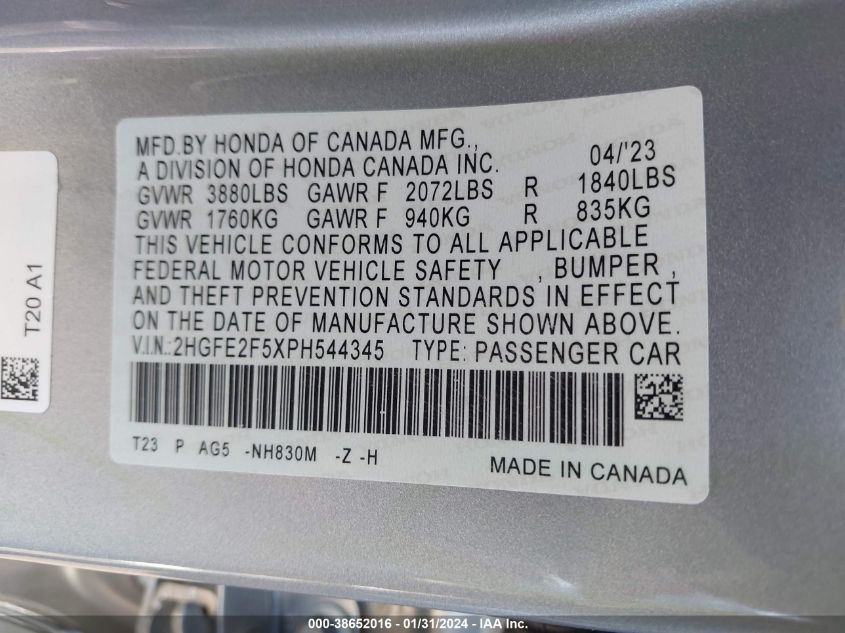 MFD.BY HONDA OF CANADA MFG.,
A DIVISION OF HONDA CANADA INC. 04/'23
GVWR 3880LBS GAWR F 2072LBS R 1840LBS
GVWR 1760KG GAWR F 940KG R 835KG
THIS VEHICLE CONFORMS TO ALL APPLICABLE
FEDERAL MOTOR VEHICLE SAFETY , BUMPER ,
AND THEFT PREVENTION STANDARDS IN EFFECT
ON THE DATE OF MANUFACTURE SHOWN ABOVE.
V.I.N.:2HGFE2F5XPH544345 TYPE: PASSENGER CAR
T23 P AG5 -NH830M -Z -H
MADE IN CANADA
T20 A1
000-38652016 - 01/31/2024 - IAA Inc.